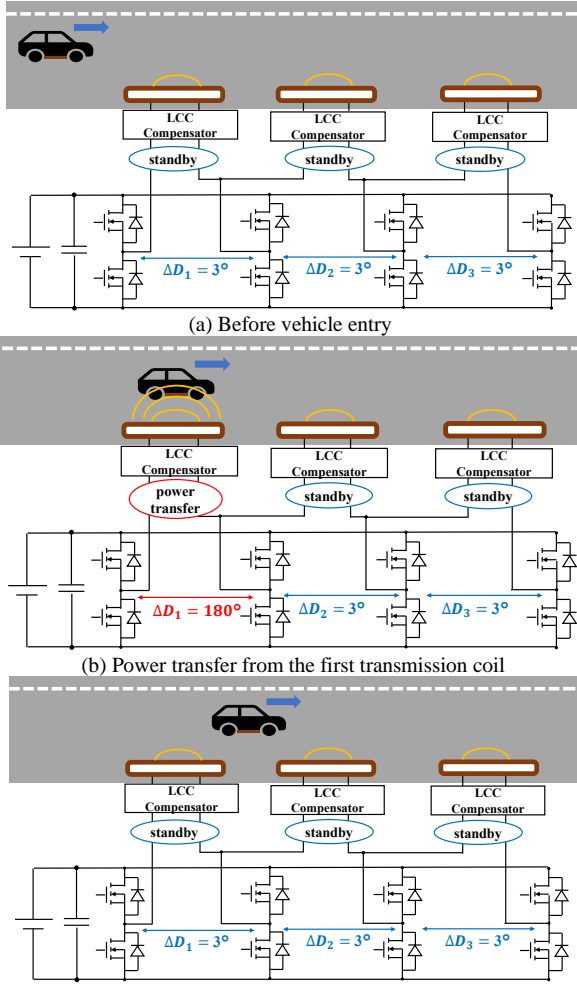 LCC LCC LCC
Compensator Compensator Compensator
standby standby standby
ΔD₁ = 3° ΔD₂ = 3° ΔD₃ = 3°
(a) Before vehicle entry
LCC LCC LCC
Compensator Compensator Compensator
power
transfer standby standby
ΔD₁ = 180° ΔD₂ = 3° ΔD₃ = 3°
(b) Power transfer from the first transmission coil
LCC LCC LCC
Compensator Compensator Compensator
standby standby standby
ΔD₁ = 3° ΔD₂ = 3° ΔD₃ = 3°